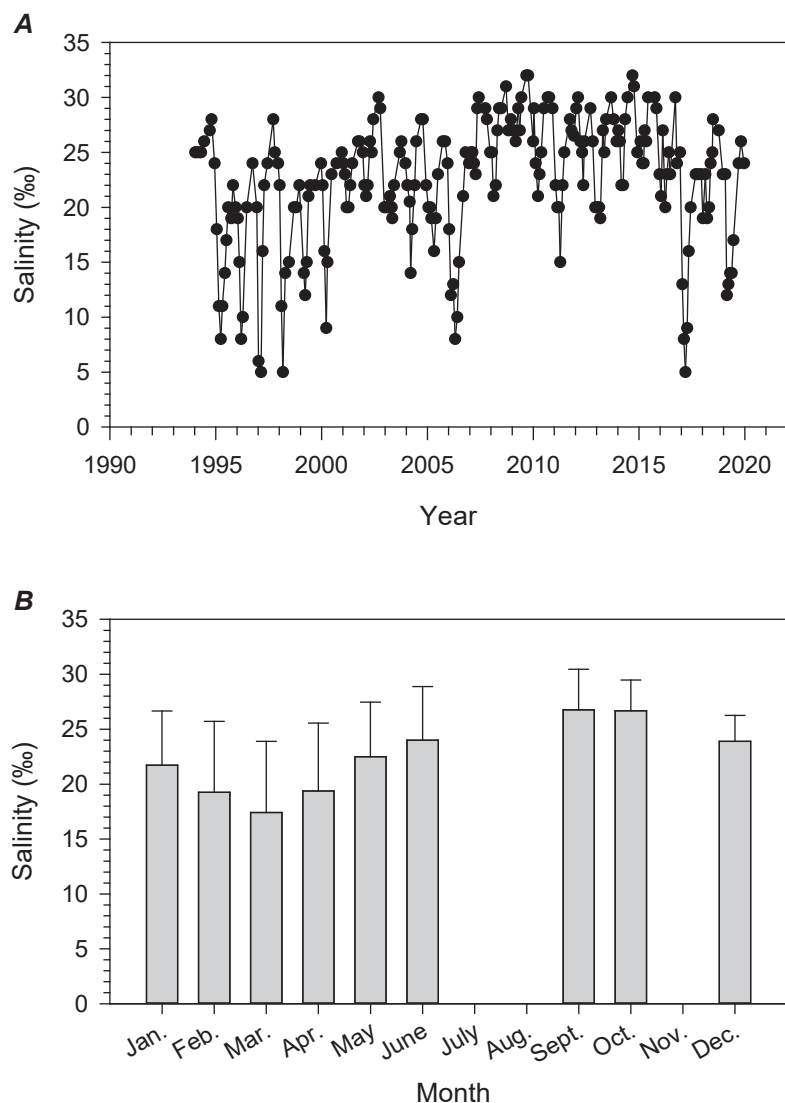 A
35
30
25
20
15
10
5
0
Salinity (‰)
1990 1995 2000 2005 2010 2015 2020
Year
B
35
30
25
20
15
10
5
0
Salinity (‰)
Jan. Feb. Mar. Apr. May June July Aug. Sept. Oct. Nov. Dec.
Month